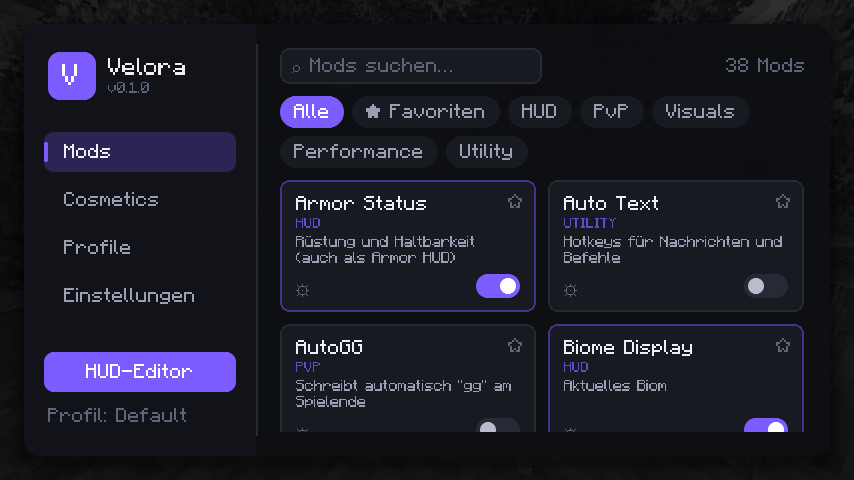 V
Velora
v0.1.0
Mods
Cosmetics
Profile
Einstellungen
HUD-Editor
Profil: Default
Mods suchen...
38 Mods
Alle
Favoriten
HUD
PvP
Visuals
Performance
Utility
Armor Status
HUD
Rüstung und Haltbarkeit
(auch als Armor HUD)
Auto Text
UTILITY
Hotkeys für Nachrichten und
Befehle
AutoGG
PVP
Schreibt automatisch "gg" am
Spielende
Biome Display
HUD
Aktuelles Biom